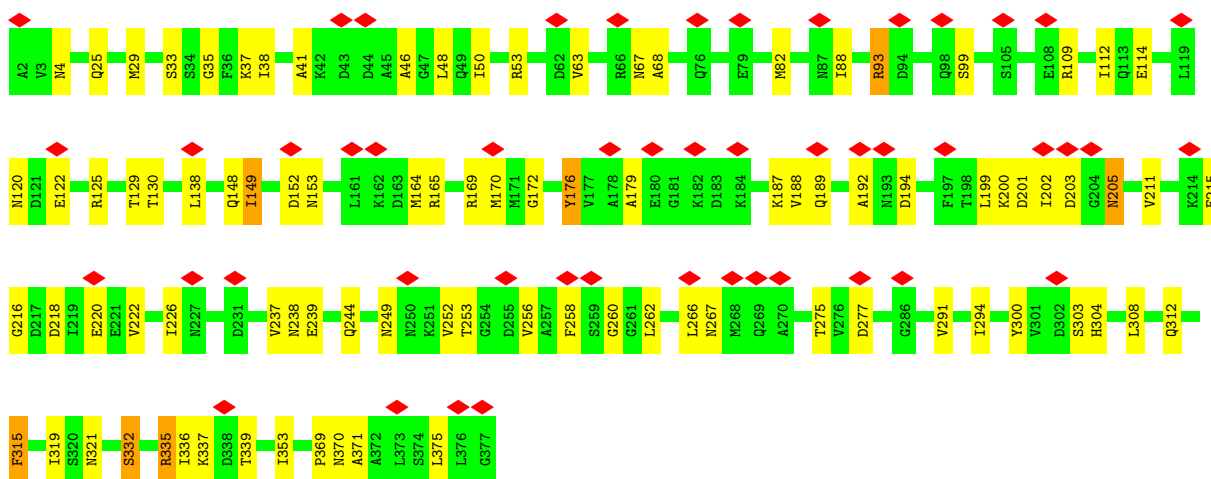 A2 V3 N4 Q25 M29 S33 S34 G35 F36 K37 I38 A41 K42 D43 D44 A45 A46 G47 L48 Q49 I50 R53 D62 V63 R66 N67 A68 Q76 E79 M82 N87 I88 R93 D94 Q98 S99 S105 E108 R109 I112 Q113 E114 L119
N120 D121 E122 R125 T129 T130 L138 Q148 I149 D152 N153 L161 K162 D163 M164 R165 R169 M170 M171 G172 Y176 V177 A178 A179 E180 G181 K182 D183 K184 K187 V188 Q189 A192 N193 D194 F197 T198 L199 K200 D201 I202 D203 G204 N205 V211 K214
G216 D217 D218 I219 E220 E221 V222 I226 N227 D231 V237 N238 E239 Q244 N249 N250 K251 V252 T253 G254 D255 V256 A257 F258 S259 G260 G261 L262 L266 N267 M268 Q269 A270 T275 V276 D277 G286 V291 I294 Y300 V301 D302 S303 H304 L308 Q312
F315 I319 S320 N321 S332 R335 I336 K337 D338 T339 I353 P369 N370 A371 A372 L373 S374 L375 L376 G377